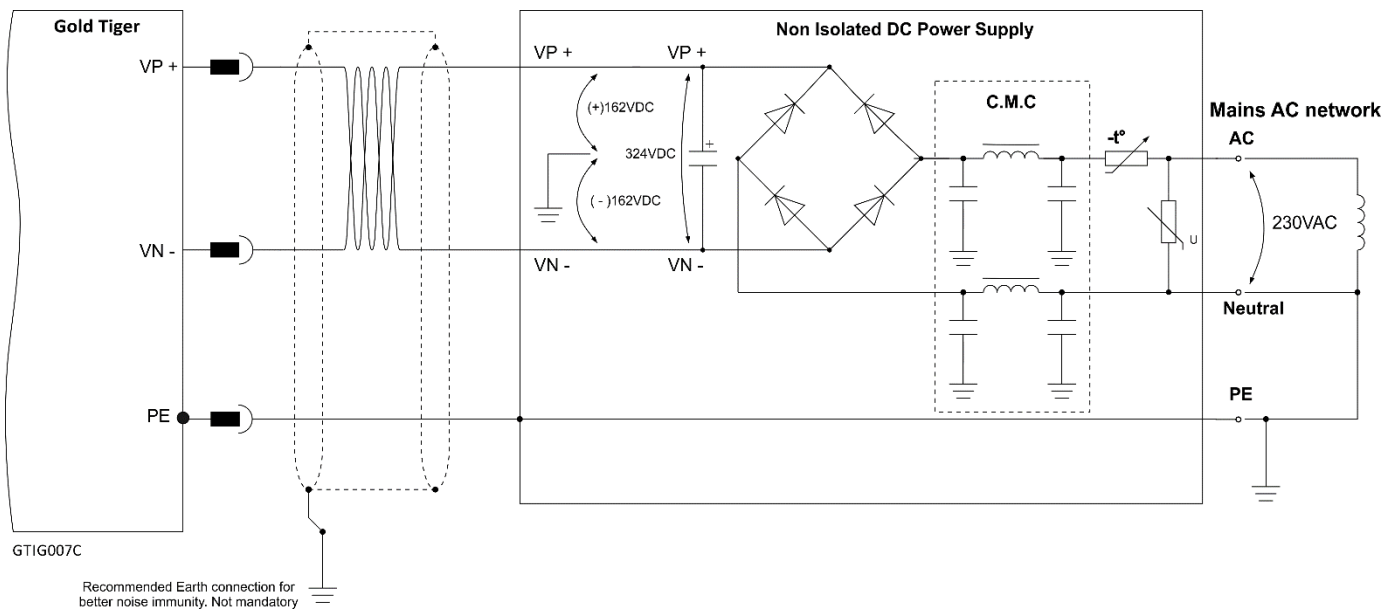 Gold Tiger
Non Isolated DC Power Supply
VP +
VP +
VP +
(+)162VDC
324VDC
+
(-)162VDC
VN -
VN -
VN -
C.M.C
-t°
U
Mains AC network
AC
230VAC
Neutral
PE
PE
GTIG007C
Recommended Earth connection for
better noise immunity. Not mandatory